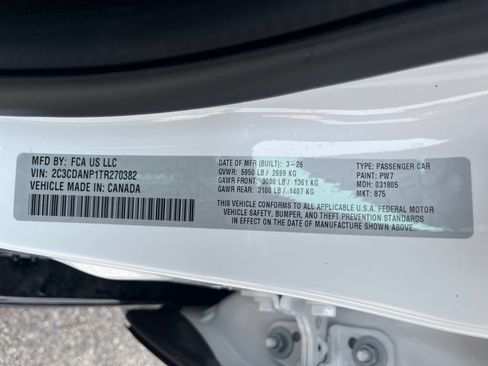 MFD BY: FCA US LLC
VIN: 2C3CDANP1TR270382
VEHICLE MADE IN: CANADA
DATE OF MFR (BUILT): 3-26
GVWR: 5950 LB / 2699 KG
GAWR FRONT: 3000 LB / 1361 KG
GAWR REAR: 3100 LB / 1407 KG
TYPE: PASSENGER CAR
PAINT: PW7
MDH: 031805
MKT: 875
THIS VEHICLE CONFORMS TO ALL APPLICABLE U.S.A. FEDERAL MOTOR
VEHICLE SAFETY, BUMPER, AND THEFT PREVENTION STANDARDS
IN EFFECT ON THE DATE OF MANUFACTURE SHOWN ABOVE